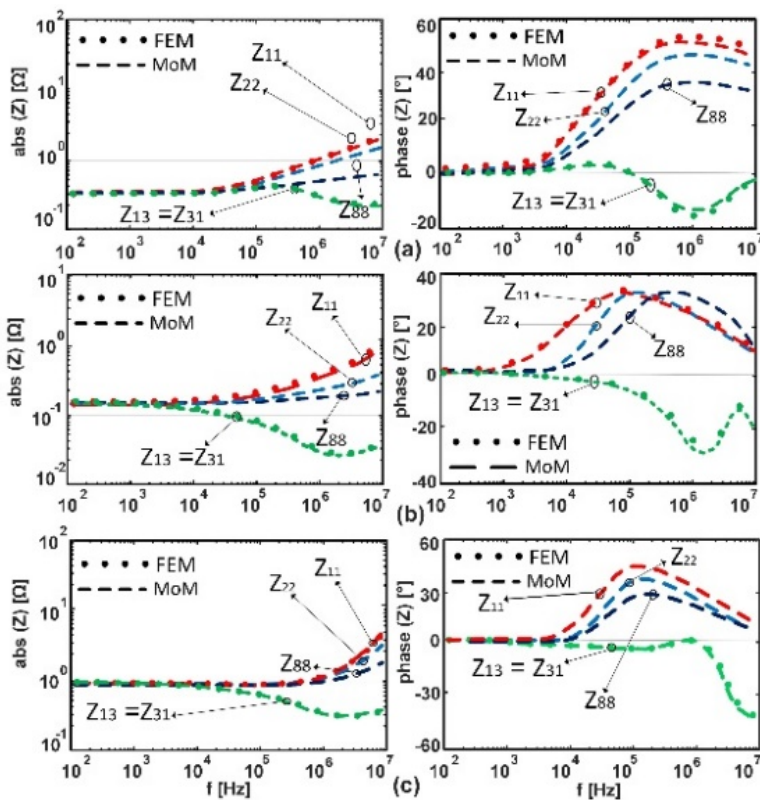 abs (Z) [Ω]
10²
10¹
10⁰
10⁻¹
FEM
MoM
Z₁₁
Z₂₂
Z₁₃ =Z₃₁
Z₈₈
10² 10³ 10⁴ 10⁵ 10⁶ 10⁷
phase (Z) [°]
60
40
20
0
-20
FEM
MoM
Z₁₁
Z₂₂
Z₈₈
Z₁₃ =Z₃₁
10² 10³ 10⁴ 10⁵ 10⁶ 10⁷
(a)
abs (Z) [Ω]
10¹
10⁰
10⁻¹
10⁻²
FEM
MoM
Z₁₁
Z₂₂
Z₈₈
Z₁₃ =Z₃₁
10² 10³ 10⁴ 10⁵ 10⁶ 10⁷
phase (Z) [°]
40
20
0
-20
-40
Z₁₁
Z₂₂
Z₈₈
Z₁₃ = Z₃₁
FEM
MoM
10² 10³ 10⁴ 10⁵ 10⁶ 10⁷
(b)
abs (Z) [Ω]
10²
10¹
10⁰
10⁻¹
FEM
MoM
Z₁₁
Z₂₂
Z₈₈
Z₁₃ =Z₃₁
10² 10³ 10⁴ 10⁵ 10⁶ 10⁷
f [Hz]
phase (Z) [°]
60
30
0
-30
-60
FEM
MoM
Z₂₂
Z₁₁
Z₁₃ = Z₃₁
Z₈₈
10² 10³ 10⁴ 10⁵ 10⁶ 10⁷
f [Hz]
(c)